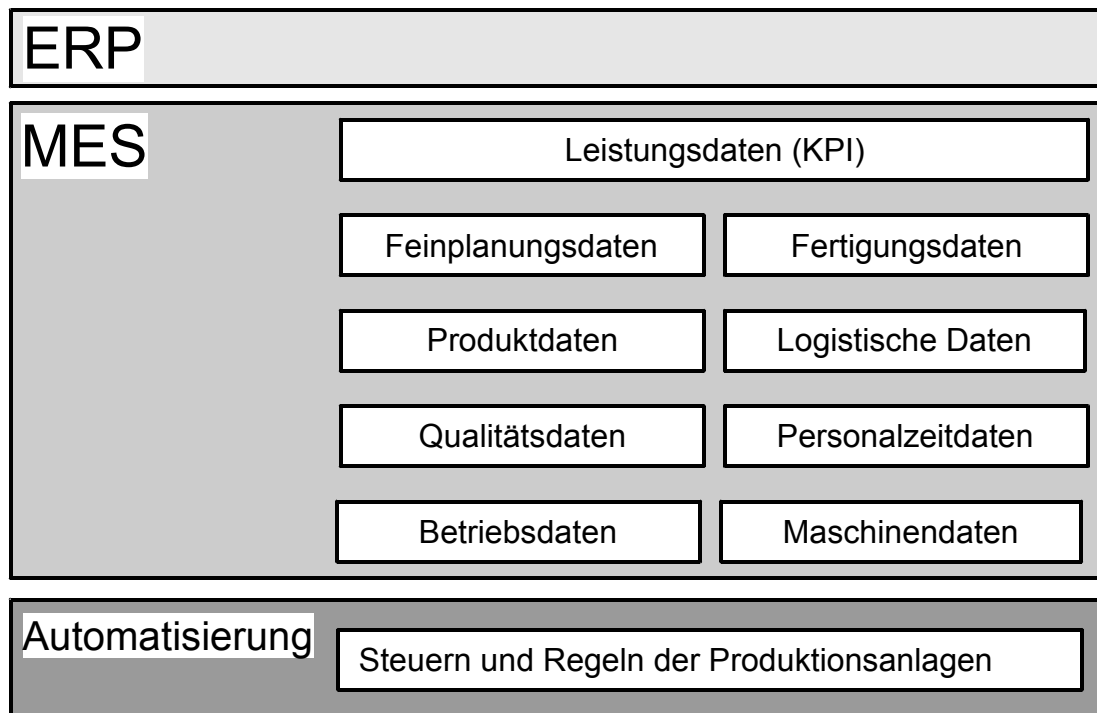 ERP
MES
Leistungsdaten (KPI)
Feinplanungsdaten
Fertigungsdaten
Produktdaten
Logistische Daten
Qualitätsdaten
Personalzeitdaten
Betriebsdaten
Maschinendaten
Automatisierung
Steuern und Regeln der Produktionsanlagen